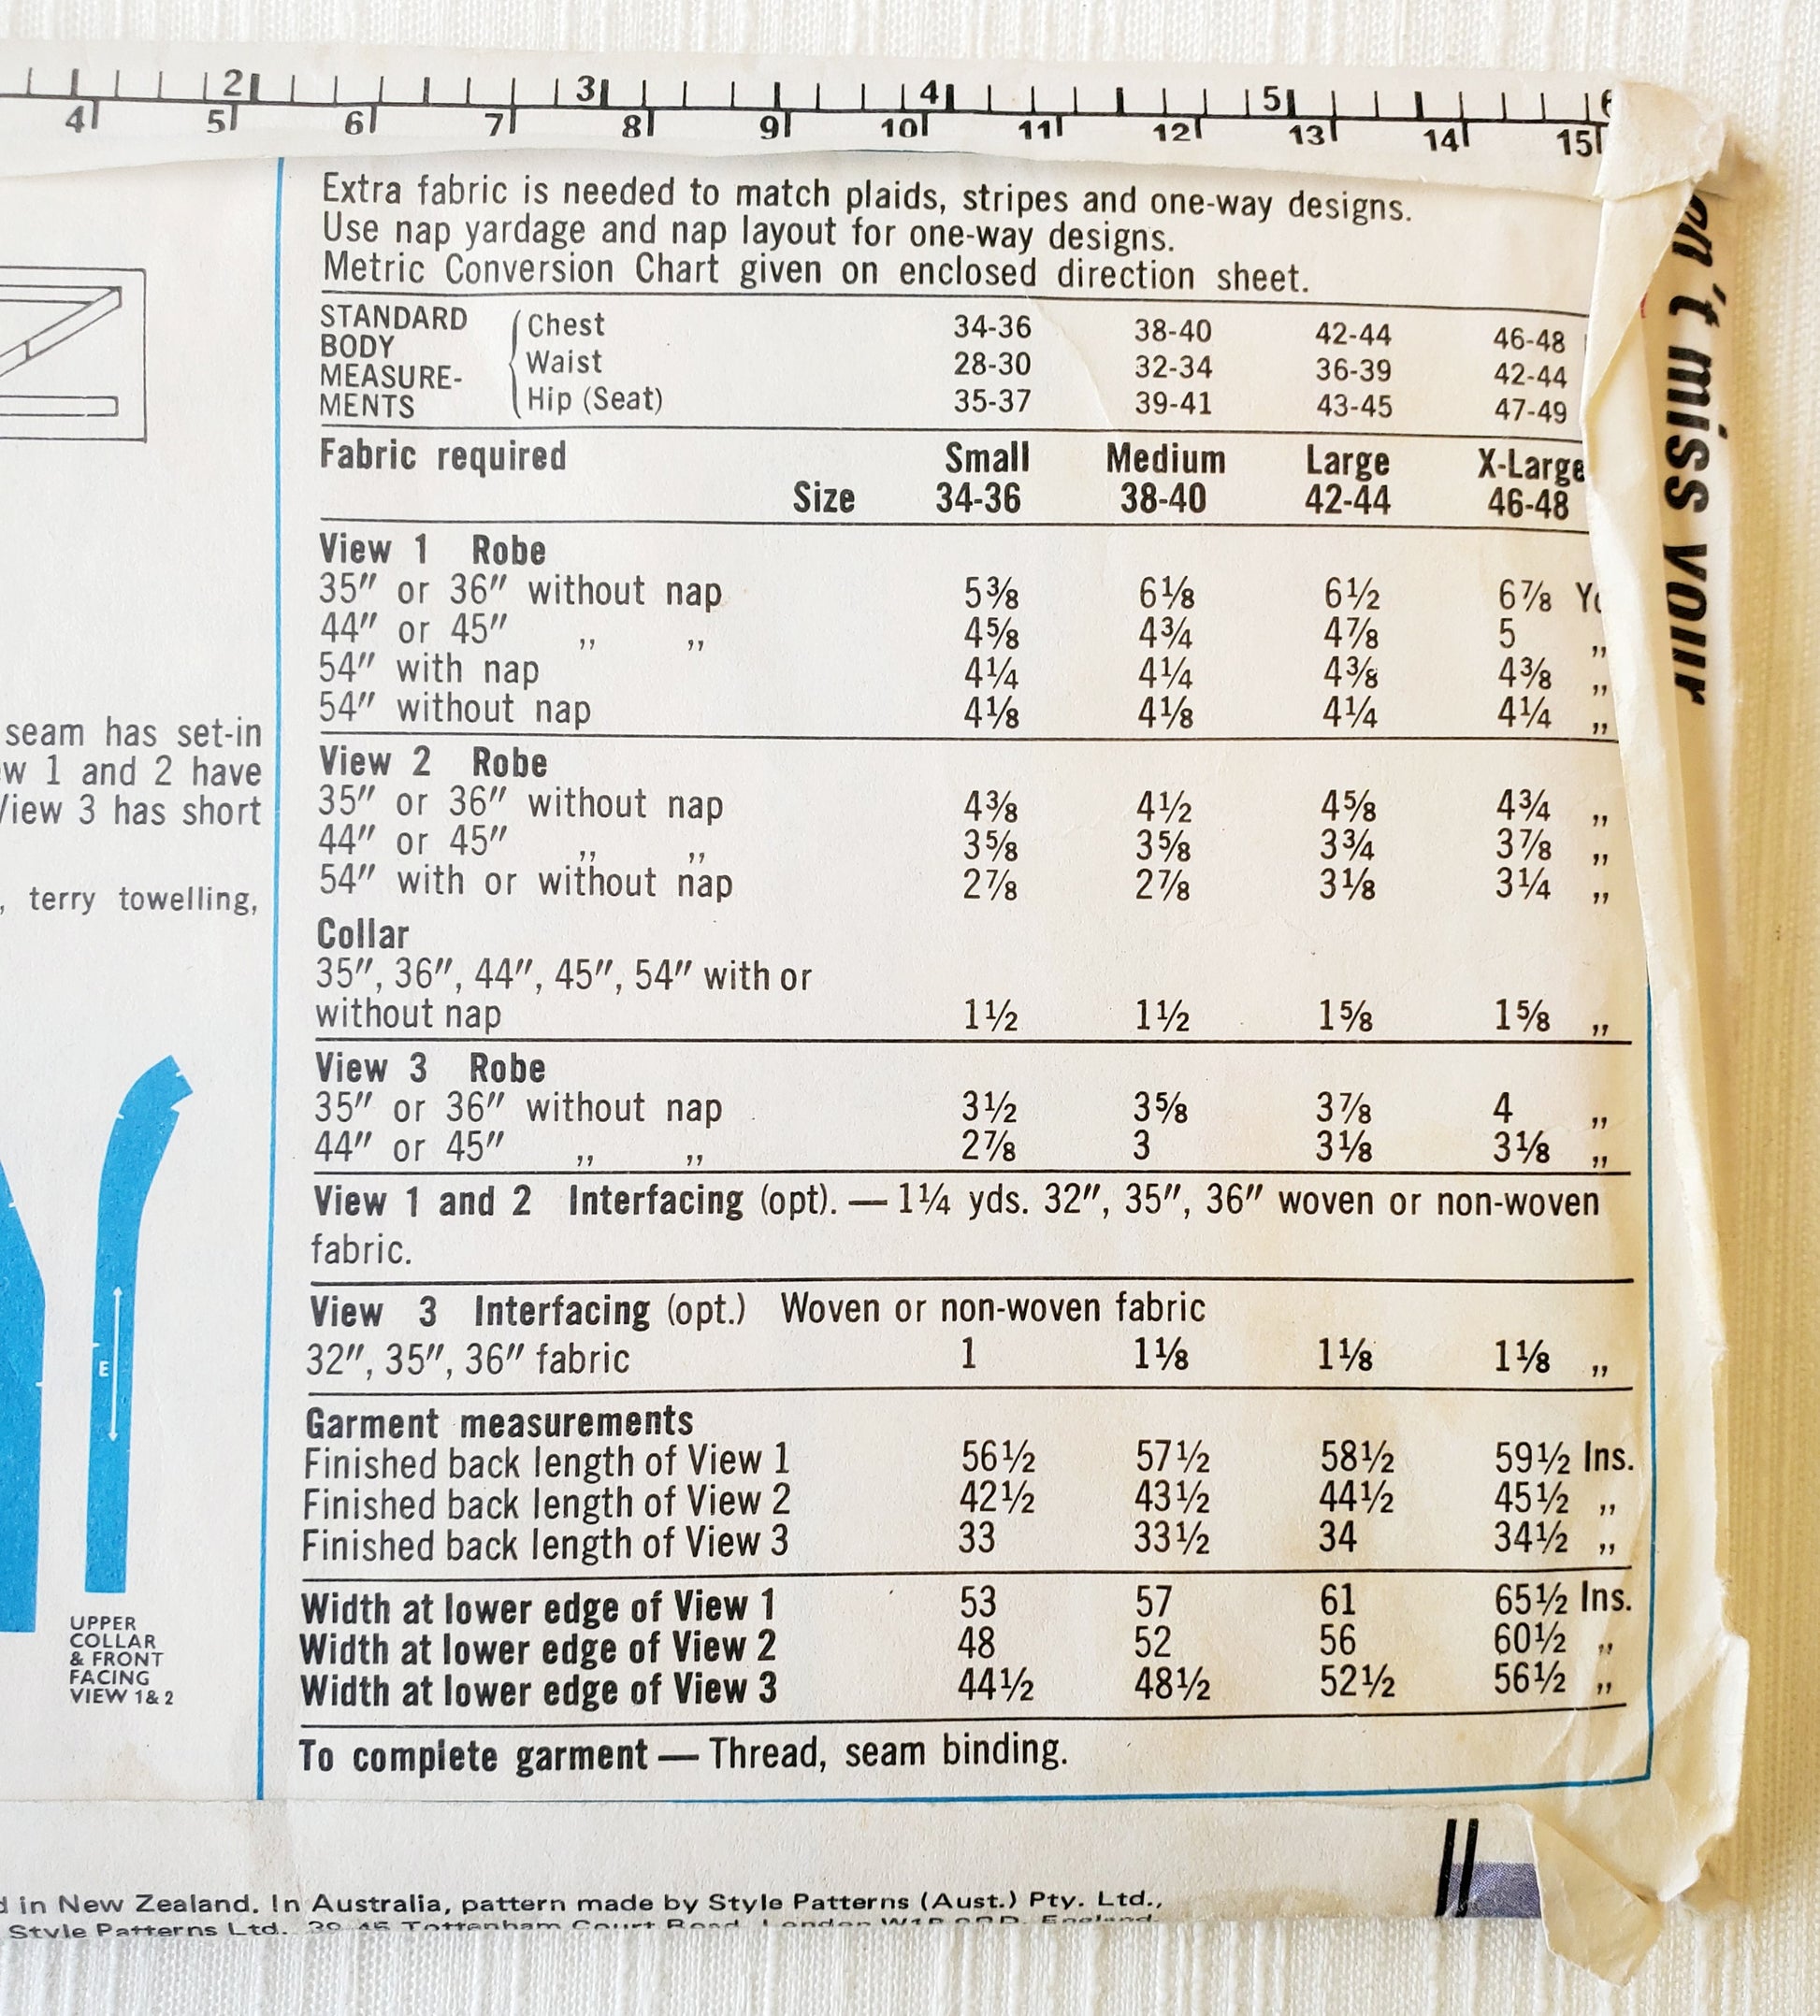 2 3 4 5
4 5 6 7 8 9 10 11 12 13 14 15
Extra fabric is needed to match plaids, stripes and one-way designs.
Use nap yardage and nap layout for one-way designs.
Metric Conversion Chart given on enclosed direction sheet.
STANDARD BODY MEASURE-MENTS
Chest 34-36 38-40 42-44 46-48
Waist 28-30 32-34 36-39 42-44
Hip (Seat) 35-37 39-41 43-45 47-49
Fabric required Small Medium Large X-Large
Size 34-36 38-40 42-44 46-48
View 1 Robe
35″ or 36″ without nap 5⅜ 6⅛ 6½ 6⅞
44″ or 45″ ,, ,, 4⅝ 4¾ 4⅞ 5 ,,
54″ with nap 4¼ 4¼ 4⅜ 4⅜ ,,
54″ without nap 4⅛ 4⅛ 4¼ 4¼ ,,
View 2 Robe
35″ or 36″ without nap 4⅜ 4½ 4⅝ 4¾ ,,
44″ or 45″ ,, ,, 3⅝ 3⅝ 3¾ 3⅞ ,,
54″ with or without nap 2⅞ 2⅞ 3⅛ 3¼ ,,
Collar
35″, 36″, 44″, 45″, 54″ with or
without nap 1½ 1½ 1⅝ 1⅝ ,,
View 3 Robe
35″ or 36″ without nap 3½ 3⅝ 3⅞ 4 ,,
44″ or 45″ ,, ,, 2⅞ 3 3⅛ 3⅛ ,,
View 1 and 2 Interfacing (opt). — 1¼ yds. 32″, 35″, 36″ woven or non-woven
fabric.
View 3 Interfacing (opt.) Woven or non-woven fabric
32″, 35″, 36″ fabric 1 1⅛ 1⅛ 1⅛ ,,
Garment measurements
Finished back length of View 1 56½ 57½ 58½ 59½ Ins.
Finished back length of View 2 42½ 43½ 44½ 45½ ,,
Finished back length of View 3 33 33½ 34 34½ ,,
Width at lower edge of View 1 53 57 61 65½ Ins.
Width at lower edge of View 2 48 52 56 60½ ,,
Width at lower edge of View 3 44½ 48½ 52½ 56½ ,,
To complete garment — Thread, seam binding.
seam has set-in
1 and 2 have
View 3 has short
, terry towelling,
E
UPPER
COLLAR
& FRONT
FACING
VIEW 1 & 2
in New Zealand. In Australia, pattern made by Style Patterns (Aust.) Pty. Ltd.,
Style Patterns Ltd. Tottenham Court Road, London England.
miss your